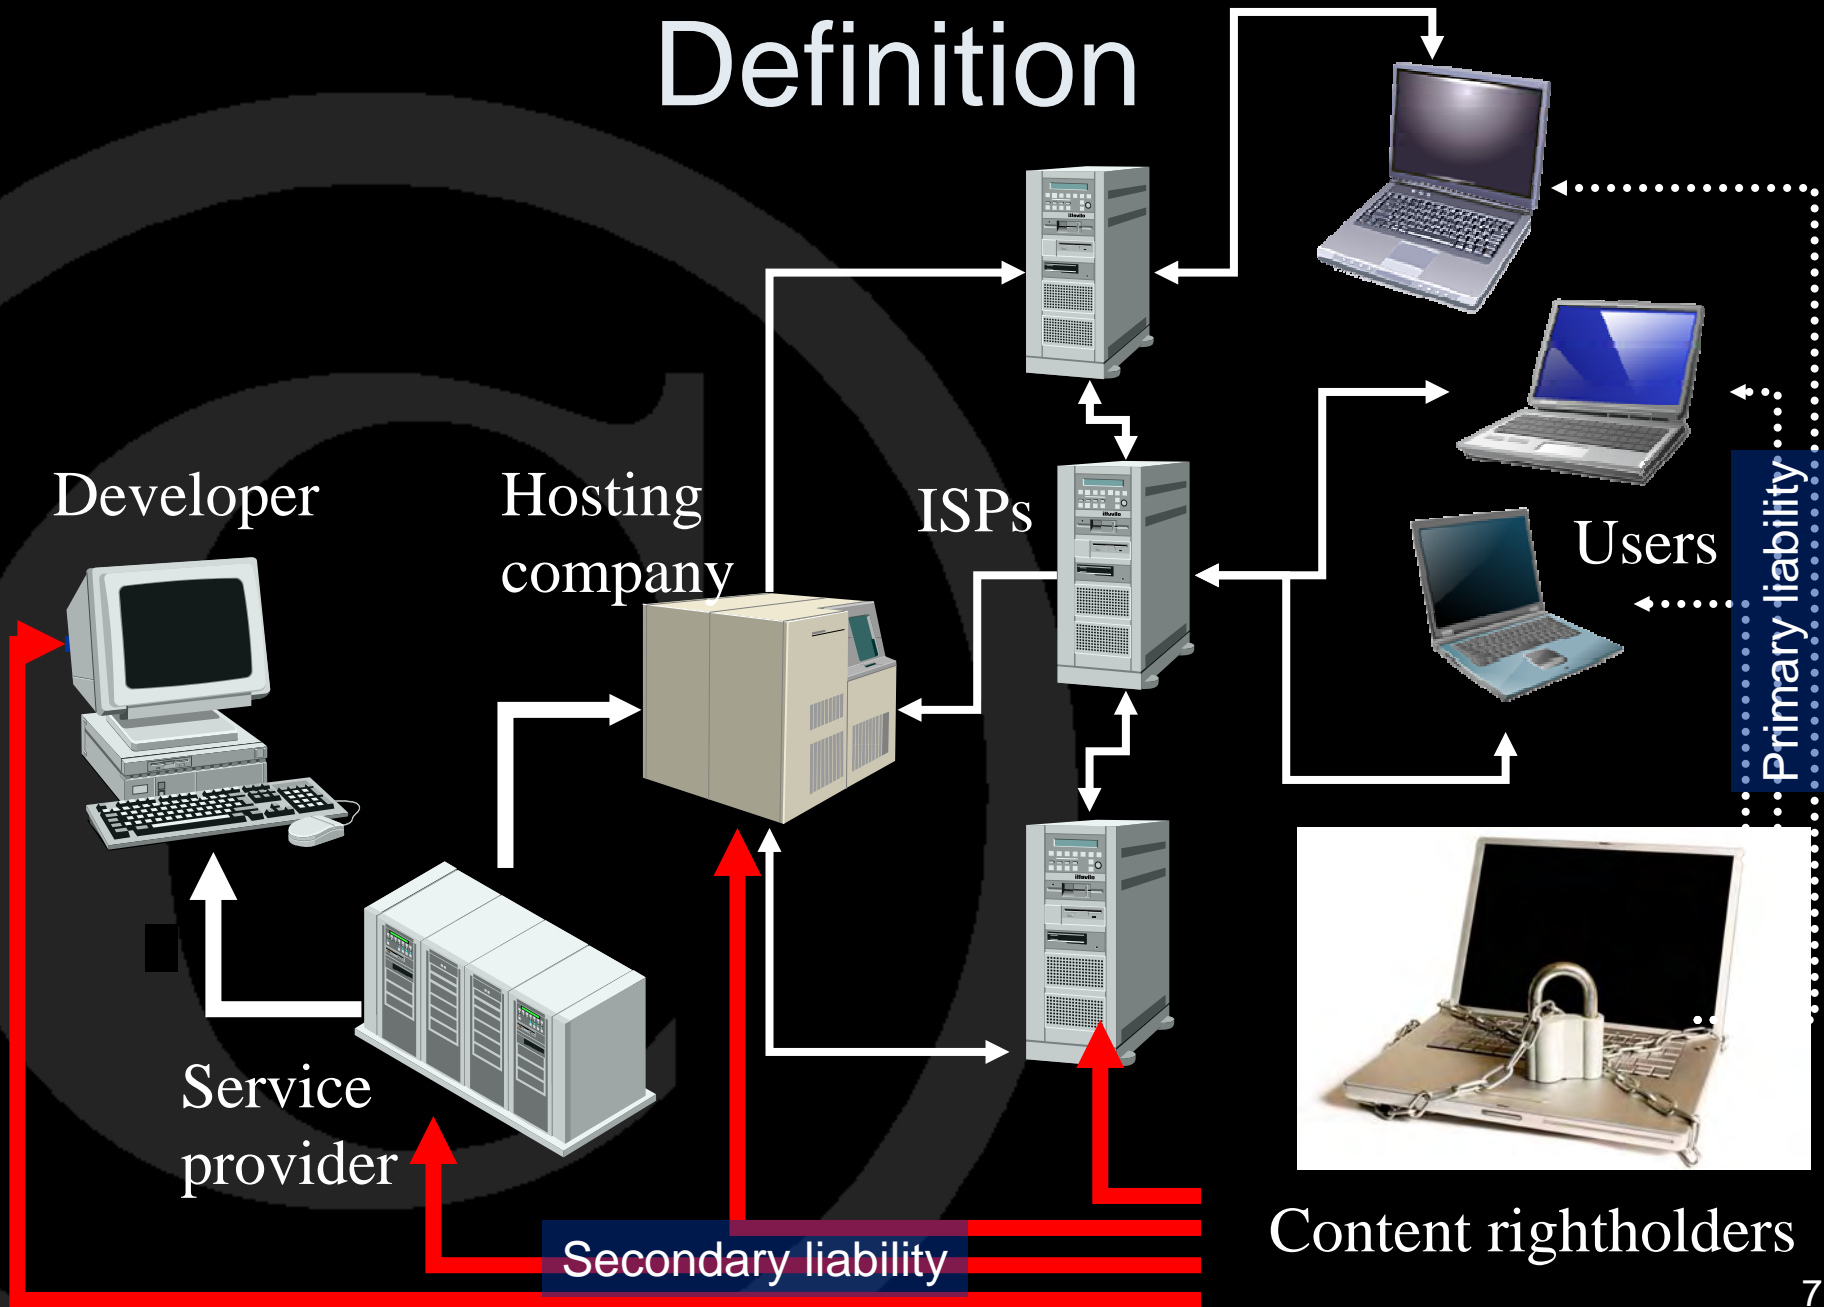 Definition
Developer
Hosting
company
ISPs
Users
Primary liability
Service
provider
Secondary liability
Content rightholders
7